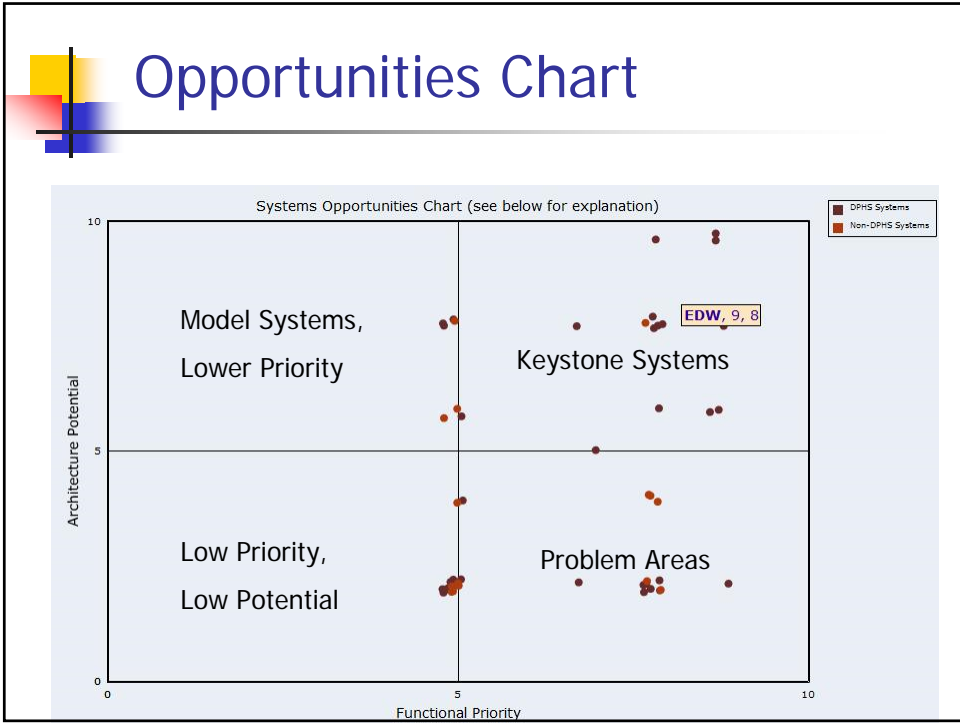 Opportunities Chart
Systems Opportunities Chart (see below for explanation)
DPHS Systems
Non-DPHS Systems
10
Model Systems,
Lower Priority
EDW, 9, 8
Keystone Systems
Architecture Potential
5
Low Priority,
Low Potential
Problem Areas
0
0
5
10
Functional Priority